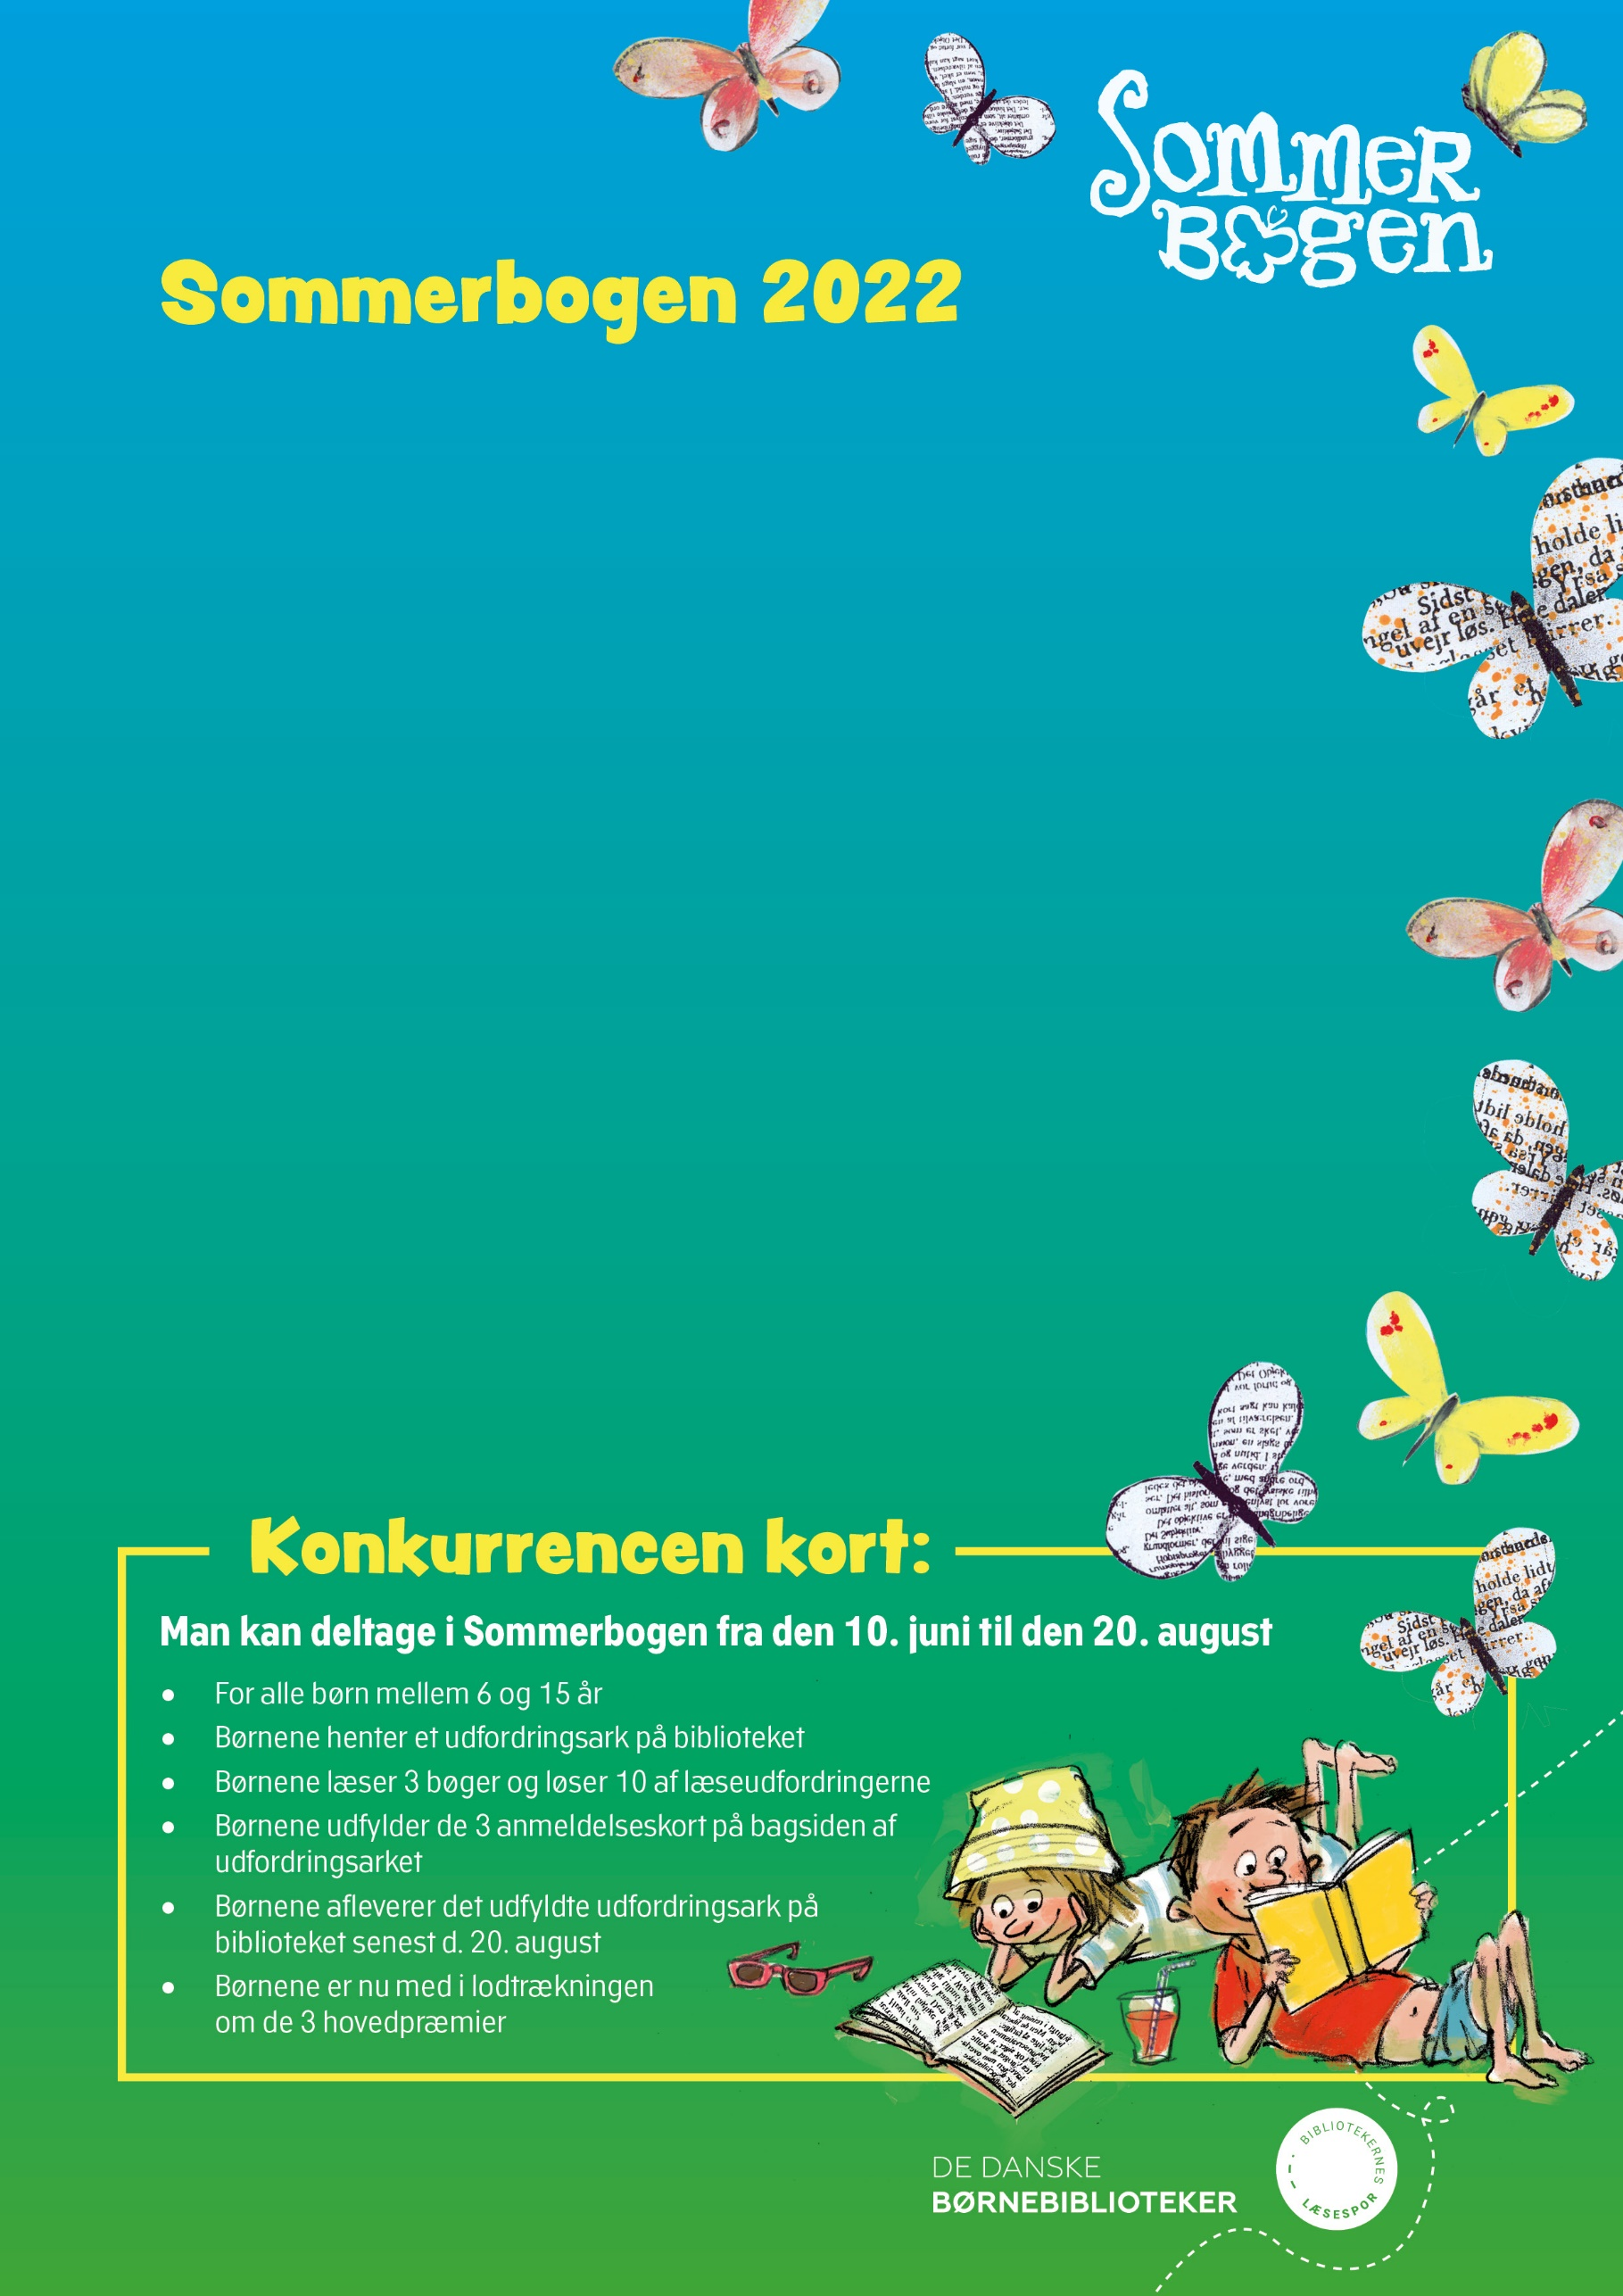 Sommer
Bogen
Sommerbogen 2022
Konkurrencen kort:
Man kan deltage i Sommerbogen fra den 10. juni til den 20. august
• For alle børn mellem 6 og 15 år
• Børnene henter et udfordringsark på biblioteket
• Børnene læser 3 bøger og løser 10 af læseudfordringerne
• Børnene udfylder de 3 anmeldelseskort på bagsiden af
udfordringsarket
• Børnene afleverer det udfyldte udfordringsark på
biblioteket senest d. 20. august
• Børnene er nu med i lodtrækningen
om de 3 hovedpræmier
DE DANSKE
BØRNEBIBLIOTEKER
BIBLIOTEKERNES
LÆSESPOR